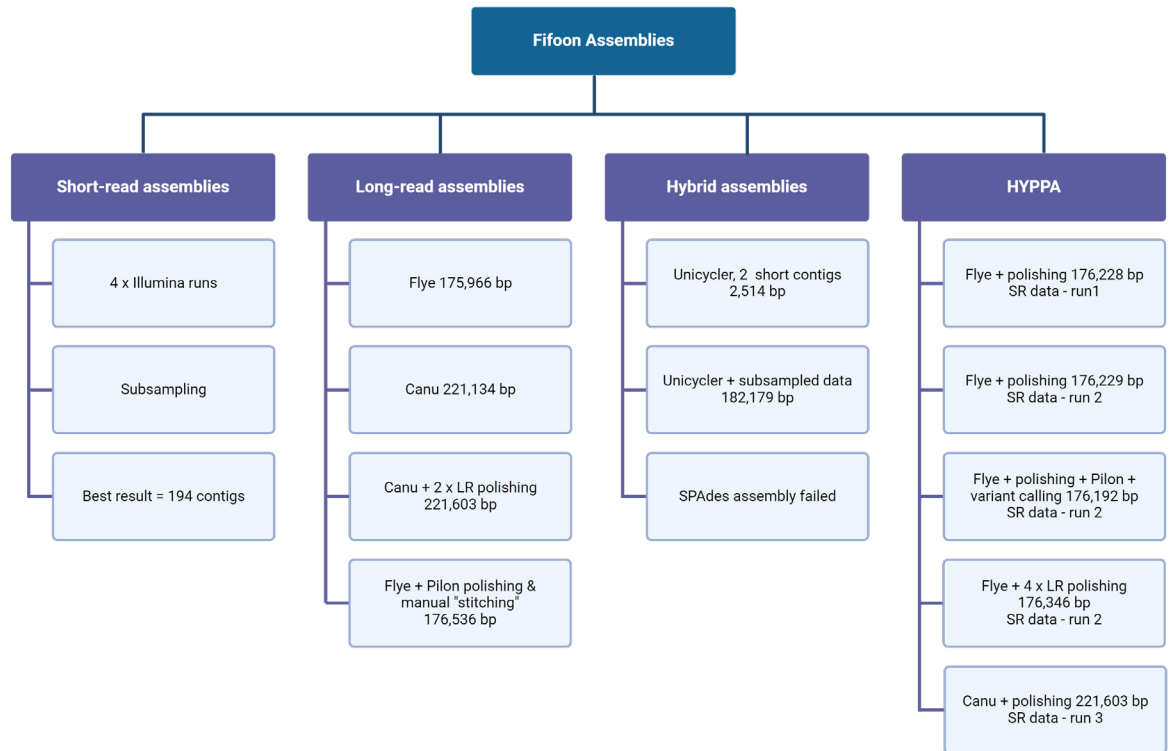 Fifoon Assemblies
Short-read assemblies
4 x Illumina runs
Subsampling
Best result = 194 contigs
Long-read assemblies
Flye 175,966 bp
Canu 221,134 bp
Canu + 2 x LR polishing
221,603 bp
Flye + Pilon polishing &
manual "stitching"
176,536 bp
Hybrid assemblies
Unicycler, 2 short contigs
2,514 bp
Unicycler + subsampled data
182,179 bp
SPAdes assembly failed
HYPPA
Flye + polishing 176,228 bp
SR data - run1
Flye + polishing 176,229 bp
SR data - run 2
Flye + polishing + Pilon +
variant calling 176,192 bp
SR data - run 2
Flye + 4 x LR polishing
176,346 bp
SR data - run 2
Canu + polishing 221,603 bp
SR data - run 3